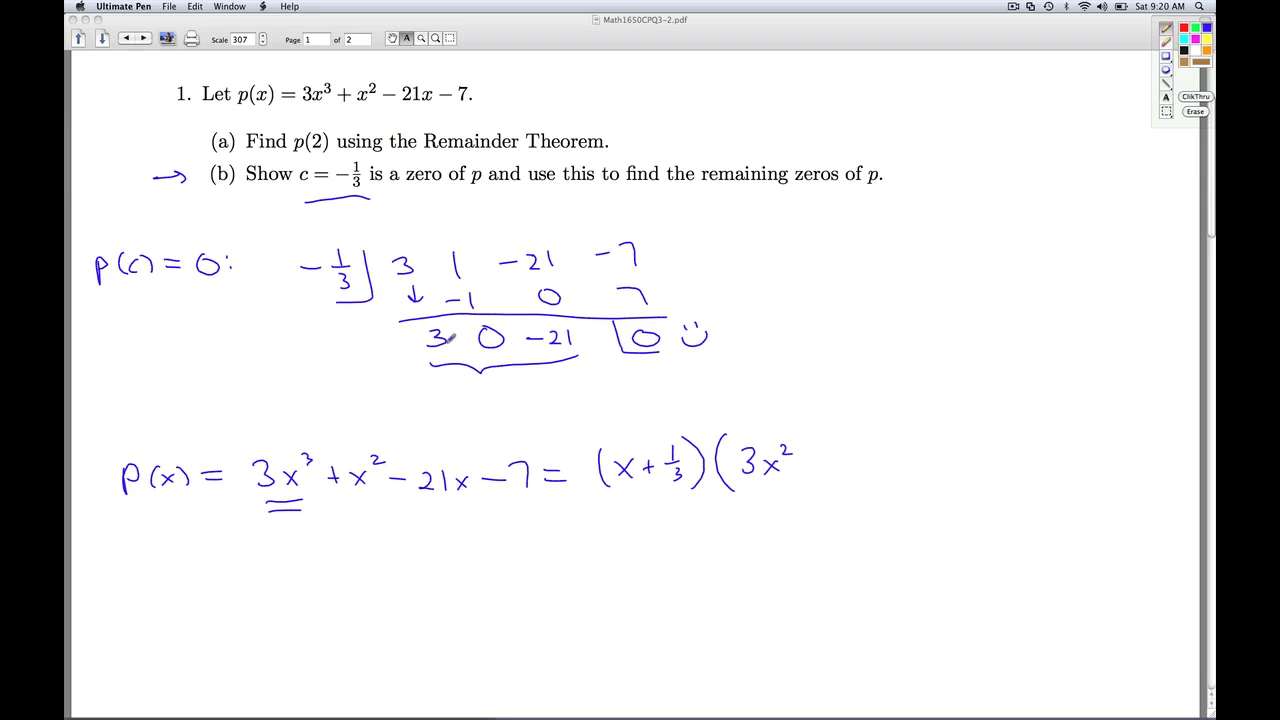 Ultimate Pen File Edit Window Help Sat 9:20 AM
Math1650CPQ3-2.pdf
Scale 307 Page 1 of 2
ClikThru
Erase
1. Let p(x) = 3x³ + x² − 21x − 7.
(a) Find p(2) using the Remainder Theorem.
→ (b) Show c = −1/3 is a zero of p and use this to find the remaining zeros of p.
p(c) = 0: −1/3 | 3 1 −21 −7
↓ −1 0 7
3 0 −21 | 0
p(x) = 3x³ + x² − 21x − 7 = (x + 1/3)(3x²